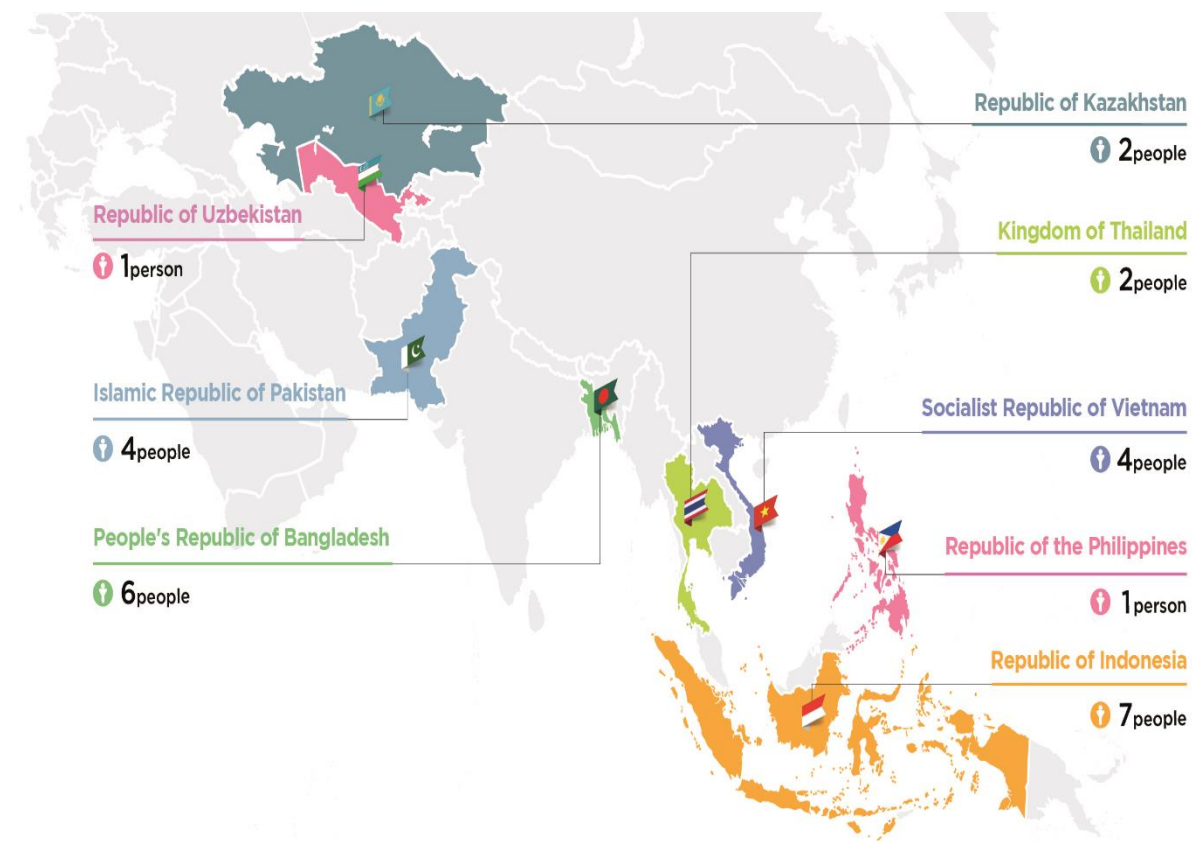 Republic of Kazakhstan
2people
Republic of Uzbekistan
1person
Kingdom of Thailand
2people
Islamic Republic of Pakistan
4people
Socialist Republic of Vietnam
4people
People's Republic of Bangladesh
6people
Republic of the Philippines
1person
Republic of Indonesia
7people